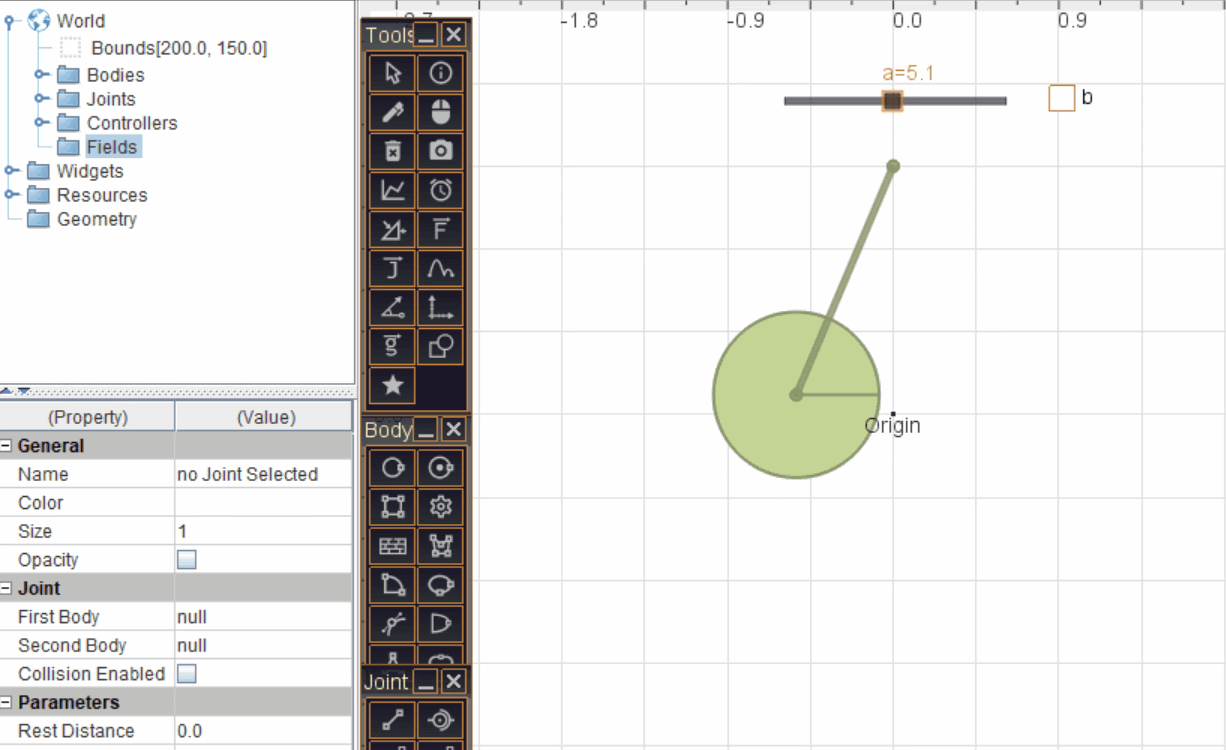 World
Bounds[200.0, 150.0]
Bodies
Joints
Controllers
Fields
Widgets
Resources
Geometry
(Property) (Value)
General
Name no Joint Selected
Color
Size 1
Opacity
Joint
First Body null
Second Body null
Collision Enabled
Parameters
Rest Distance 0.0
Tools
F
J
g
Body
Joint
-1.8 -0.9 0.0 0.9
a=5.1
b
Origin